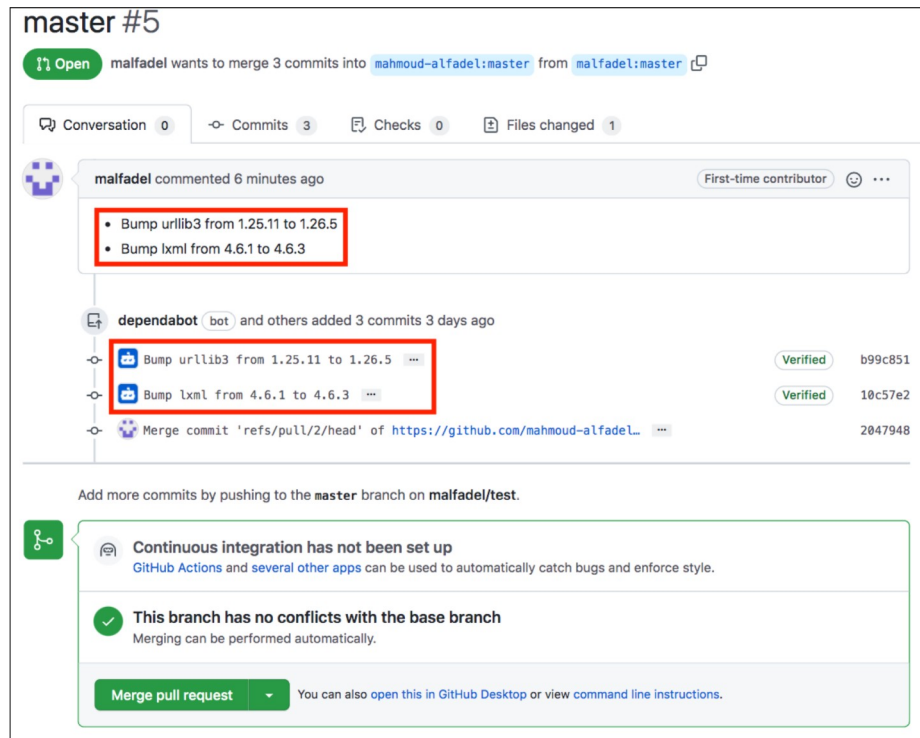 master #5
Open malfadel wants to merge 3 commits into mahmoud-alfadel:master from malfadel:master
Conversation 0 Commits 3 Checks 0 Files changed 1
malfadel commented 6 minutes ago First-time contributor ...
• Bump urllib3 from 1.25.11 to 1.26.5
• Bump lxml from 4.6.1 to 4.6.3
dependabot bot and others added 3 commits 3 days ago
Bump urllib3 from 1.25.11 to 1.26.5 ... Verified b99c851
Bump lxml from 4.6.1 to 4.6.3 ... Verified 10c57e2
Merge commit 'refs/pull/2/head' of https://github.com/mahmoud-alfadel… ... 2047948
Add more commits by pushing to the master branch on malfadel/test.
Continuous integration has not been set up
GitHub Actions and several other apps can be used to automatically catch bugs and enforce style.
This branch has no conflicts with the base branch
Merging can be performed automatically.
Merge pull request You can also open this in GitHub Desktop or view command line instructions.